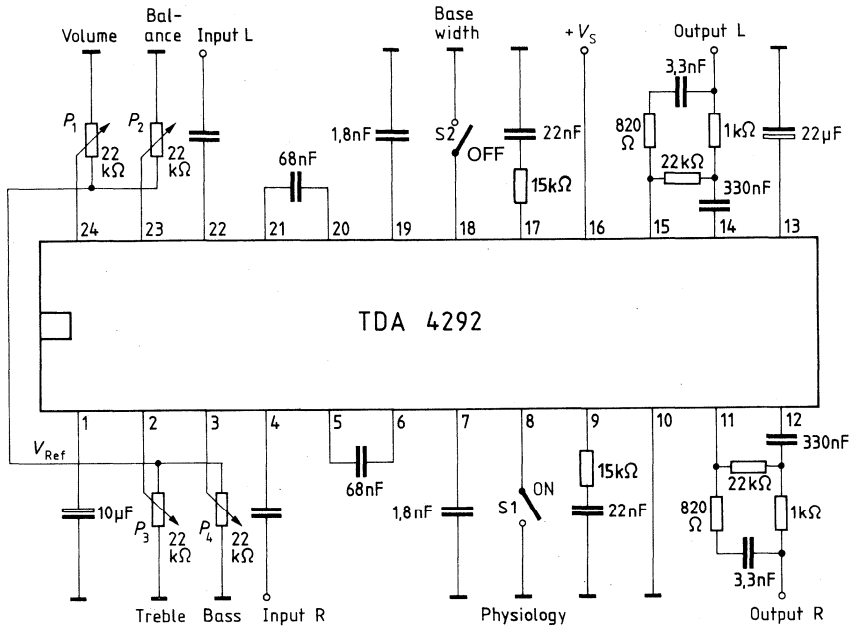 Volume
Bal-
ance
Input L
Base
width
+VS
Output L
P1
22
kΩ
P2
22
kΩ
68nF
1,8nF
S2
OFF
22nF
15kΩ
3,3nF
820
Ω
1kΩ
22kΩ
330nF
22µF
24
23
22
21
20
19
18
17
16
15
14
13
TDA 4292
1
2
3
4
5
6
7
8
9
10
11
12
VRef
10µF
P3
22
kΩ
P4
22
kΩ
68nF
1,8nF
S1
ON
15kΩ
22nF
330nF
22kΩ
820
Ω
1kΩ
3,3nF
Treble
Bass
Input R
Physiology
Output R